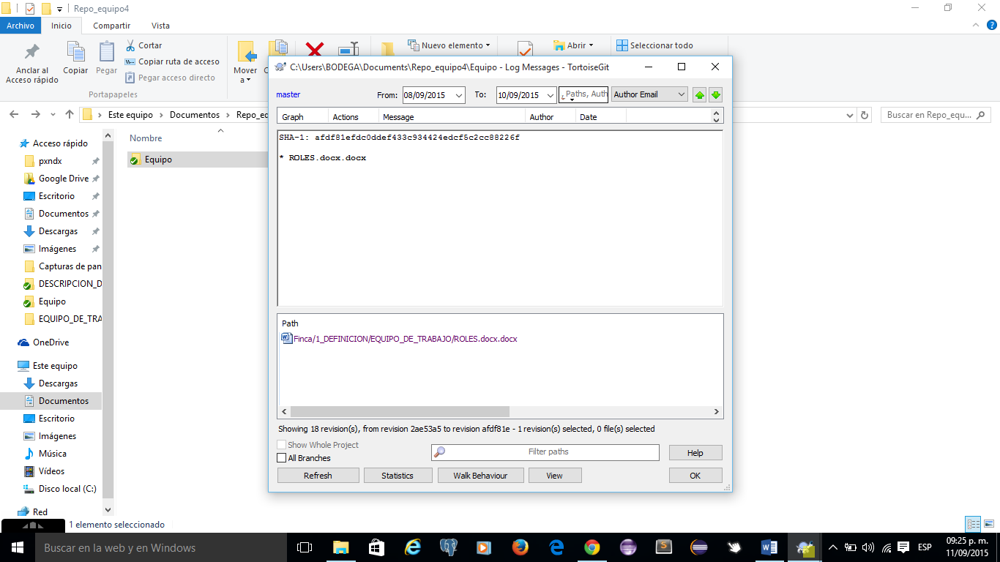 Repo_equipo4
Archivo Inicio Compartir Vista
Anclar al
Acceso rápido
Copiar
Pegar
Cortar
Copiar ruta de acceso
Pegar acceso directo
Portapapeles
Mover
a
Nuevo elemento
Abrir
Seleccionar todo
Este equipo Documentos Repo_eq
Buscar en Repo_equ...
Acceso rápido
pxndx
Google Drive
Escritorio
Documentos
Descargas
Imágenes
Capturas de pan
DESCRIPCION_D
Equipo
EQUIPO_DE_TRA
OneDrive
Este equipo
Descargas
Documentos
Escritorio
Imágenes
Música
Vídeos
Disco local (C:)
Red
Nombre
Equipo
1 elemento seleccionado
C:\Users\BODEGA\Documents\Repo_equipo4\Equipo - Log Messages - TortoiseGit
master From: 08/09/2015 To: 10/09/2015 Paths, Auth Author Email
Graph Actions Message Author Date
SHA-1: afdf81efdc0ddef433c934424edcf5c2cc88226f
* ROLES.docx.docx
Path
Finca/1_DEFINICION/EQUIPO_DE_TRABAJO/ROLES.docx.docx
Showing 18 revision(s), from revision 2ae53a5 to revision afdf81e - 1 revision(s) selected, 0 file(s) selected
Show Whole Project
All Branches
Filter paths
Help
Refresh Statistics Walk Behaviour View OK
Buscar en la web y en Windows
ESP
09:25 p. m.
11/09/2015